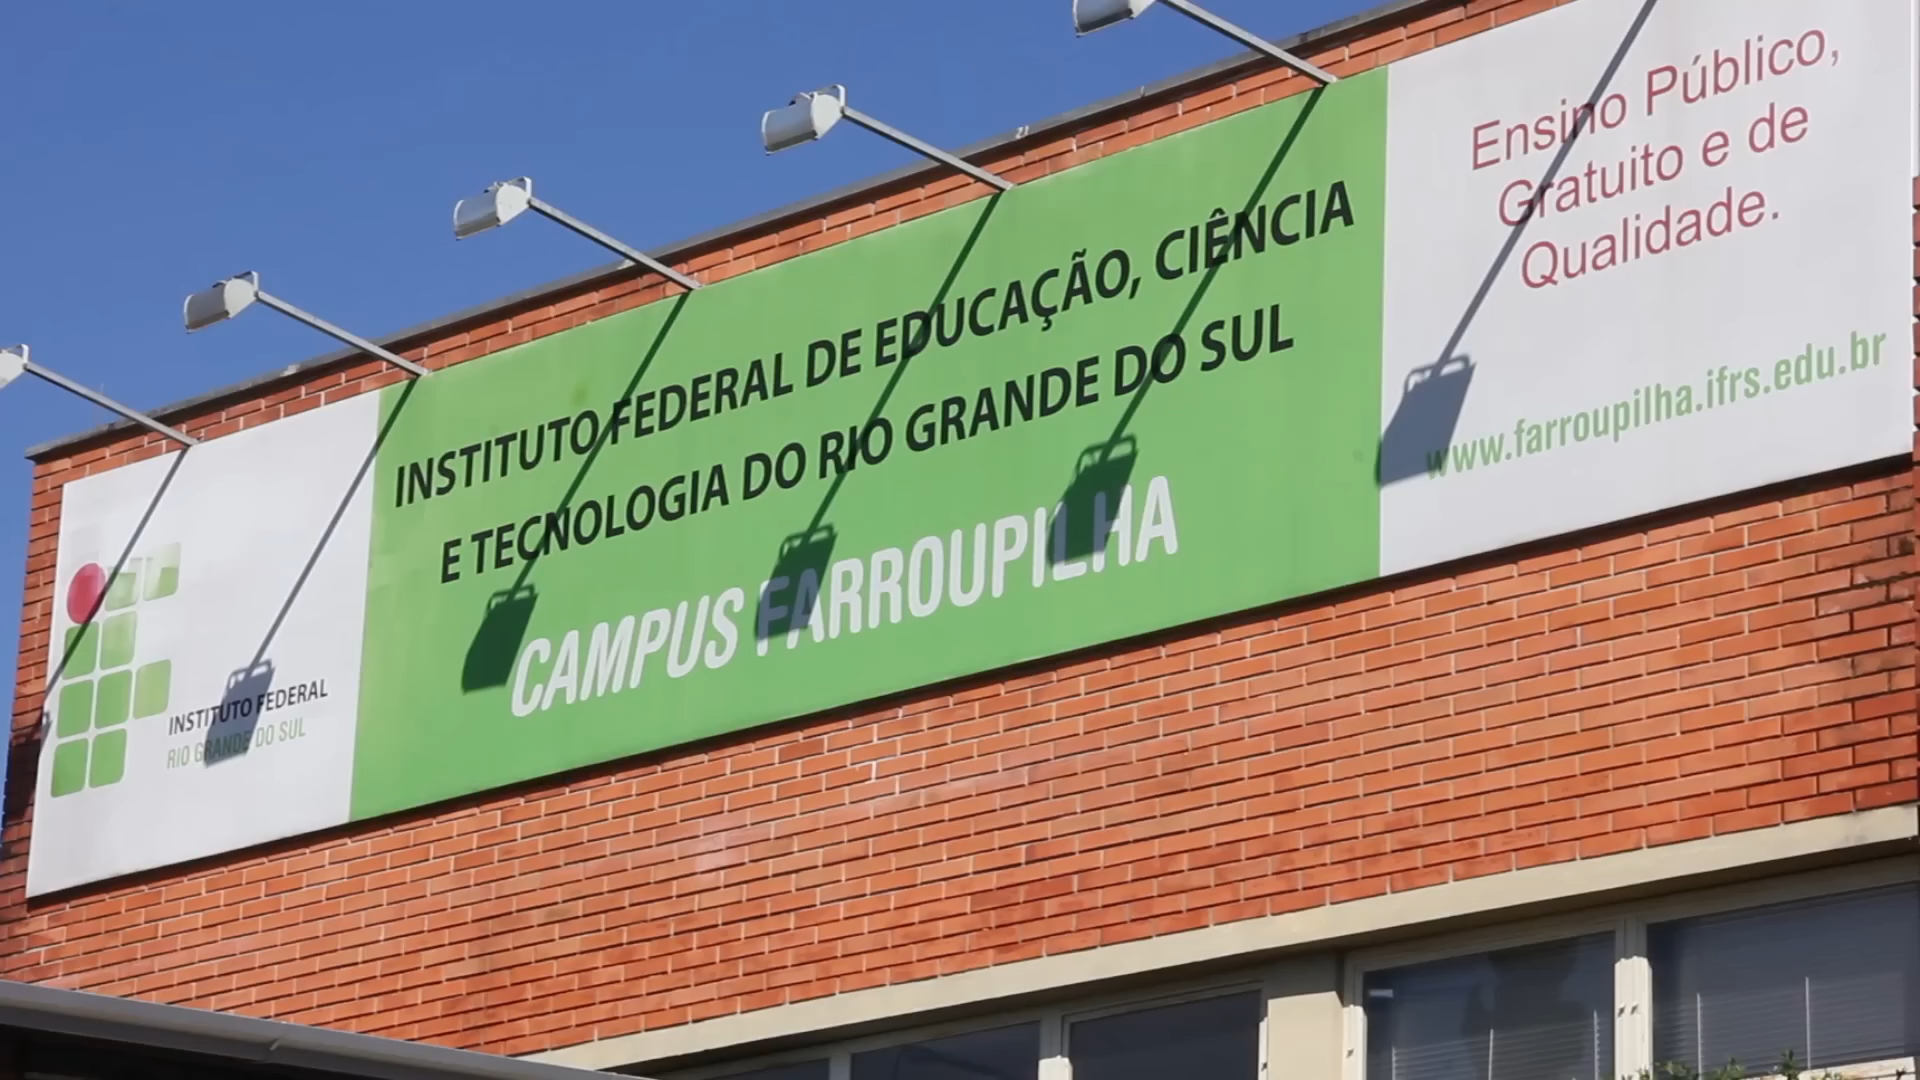 INSTITUTO FEDERAL
RIO GRANDE DO SUL
INSTITUTO FEDERAL DE EDUCAÇÃO, CIÊNCIA
E TECNOLOGIA DO RIO GRANDE DO SUL
CAMPUS FARROUPILHA
Ensino Público,
Gratuito e de
Qualidade.
www.farroupilha.ifrs.edu.br